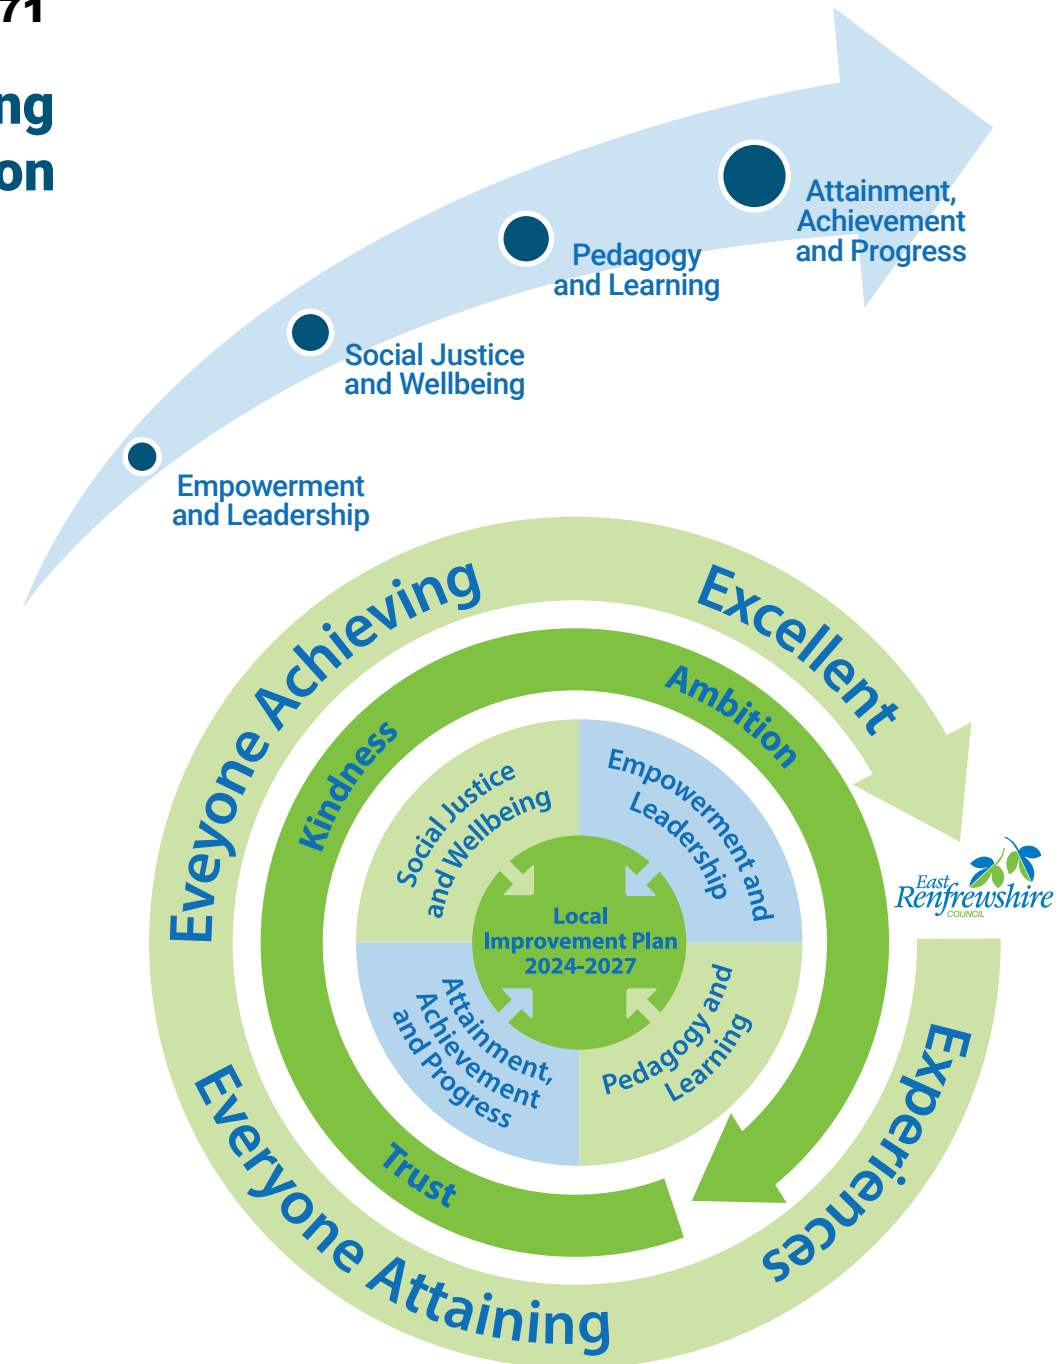 71
ng
on
Attainment,
Achievement
and Progress
Pedagogy
and Learning
Social Justice
and Wellbeing
Empowerment
and Leadership
Eveyone Achieving
Excellent
Experiences
Everyone Attaining
Kindness
Ambition
Trust
Social Justice
and Wellbeing
Empowerment and
Leadership
Local
Improvement Plan
2024-2027
Attainment,
Achievement
and Progress
Pedagogy and
Learning
East
Renfrewshire
COUNCIL